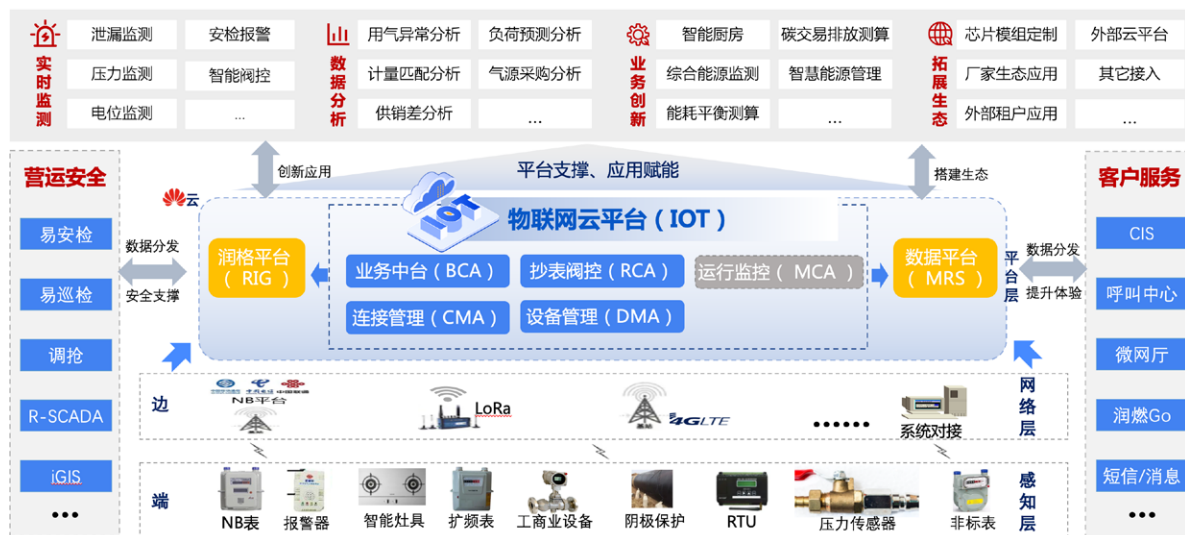 实时监测
泄漏监测
安检报警
压力监测
智能阀控
电位监测
...
数据分析
用气异常分析
负荷预测分析
计量匹配分析
气源采购分析
供销差分析
...
业务创新
智能厨房
碳交易排放测算
综合能源监测
智慧能源管理
能耗平衡测算
...
拓展生态
芯片模组定制
外部云平台
厂家生态应用
其它接入
外部租户应用
...
营运安全
易安检
易巡检
调抢
R-SCADA
iGIS
...
数据分发
安全支撑
创新应用
平台支撑、应用赋能
搭建生态
云
IOT
物联网云平台（IOT）
润格平台
（ RIG ）
业务中台（BCA）
抄表阀控（RCA）
运行监控（ MCA ）
连接管理（CMA）
设备管理（DMA）
数据平台
（ MRS ）
平台层
数据分发
提升体验
客户服务
CIS
呼叫中心
微网厅
润燃Go
短信/消息
...
边
NB平台
LoRa
4GLTE
......
系统对接
网络层
端
NB表
报警器
智能灶具
扩频表
工商业设备
阴极保护
RTU
压力传感器
非标表
感知层